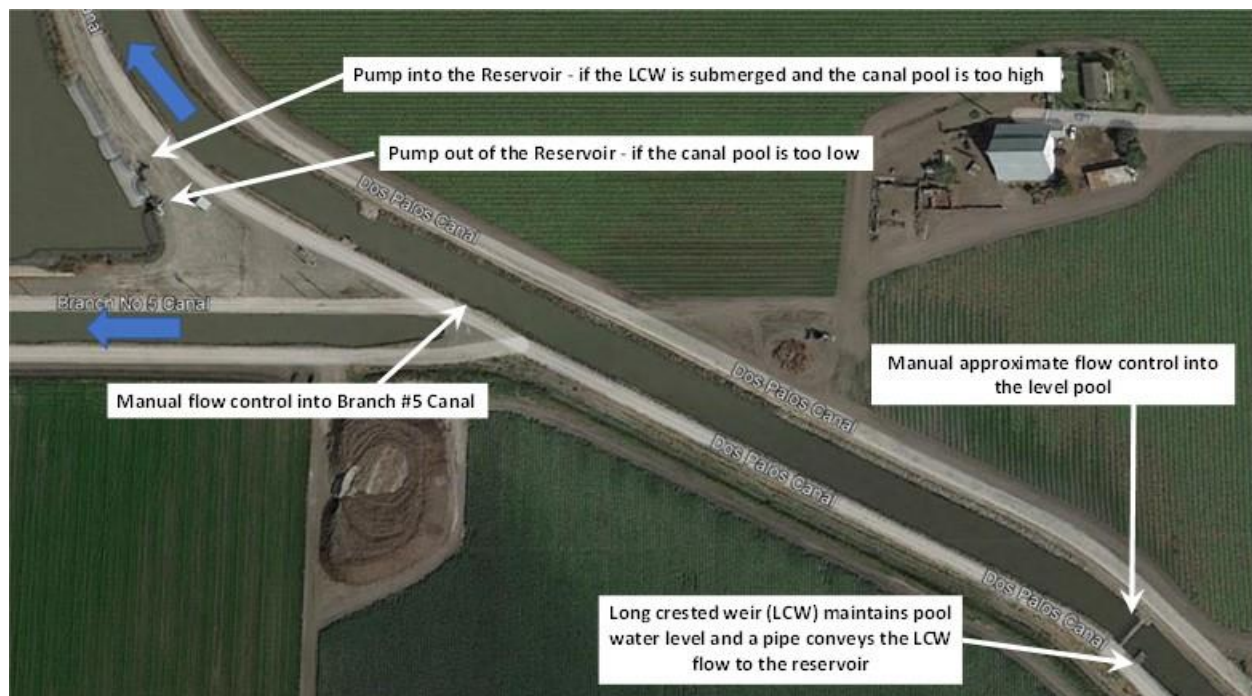 nal
Pump into the Reservoir - if the LCW is submerged and the canal pool is too high
Pump out of the Reservoir - if the canal pool is too low
Dos Palos Canal
Branch No 5 Canal
Manual flow control into Branch #5 Canal
Dos Palos Canal
Manual approximate flow control into
the level pool
Dos Palos Canal
Dos Palos Canal
Long crested weir (LCW) maintains pool
water level and a pipe conveys the LCW
flow to the reservoir